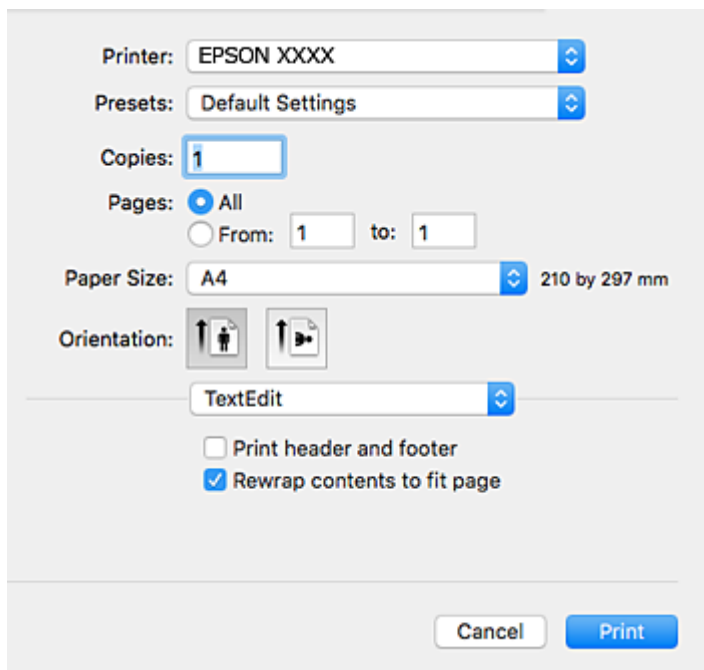 Printer: EPSON XXXX
Presets: Default Settings
Copies: 1
Pages: All
From: 1 to: 1
Paper Size: A4 210 by 297 mm
Orientation:
TextEdit
Print header and footer
Rewrap contents to fit page
Cancel Print